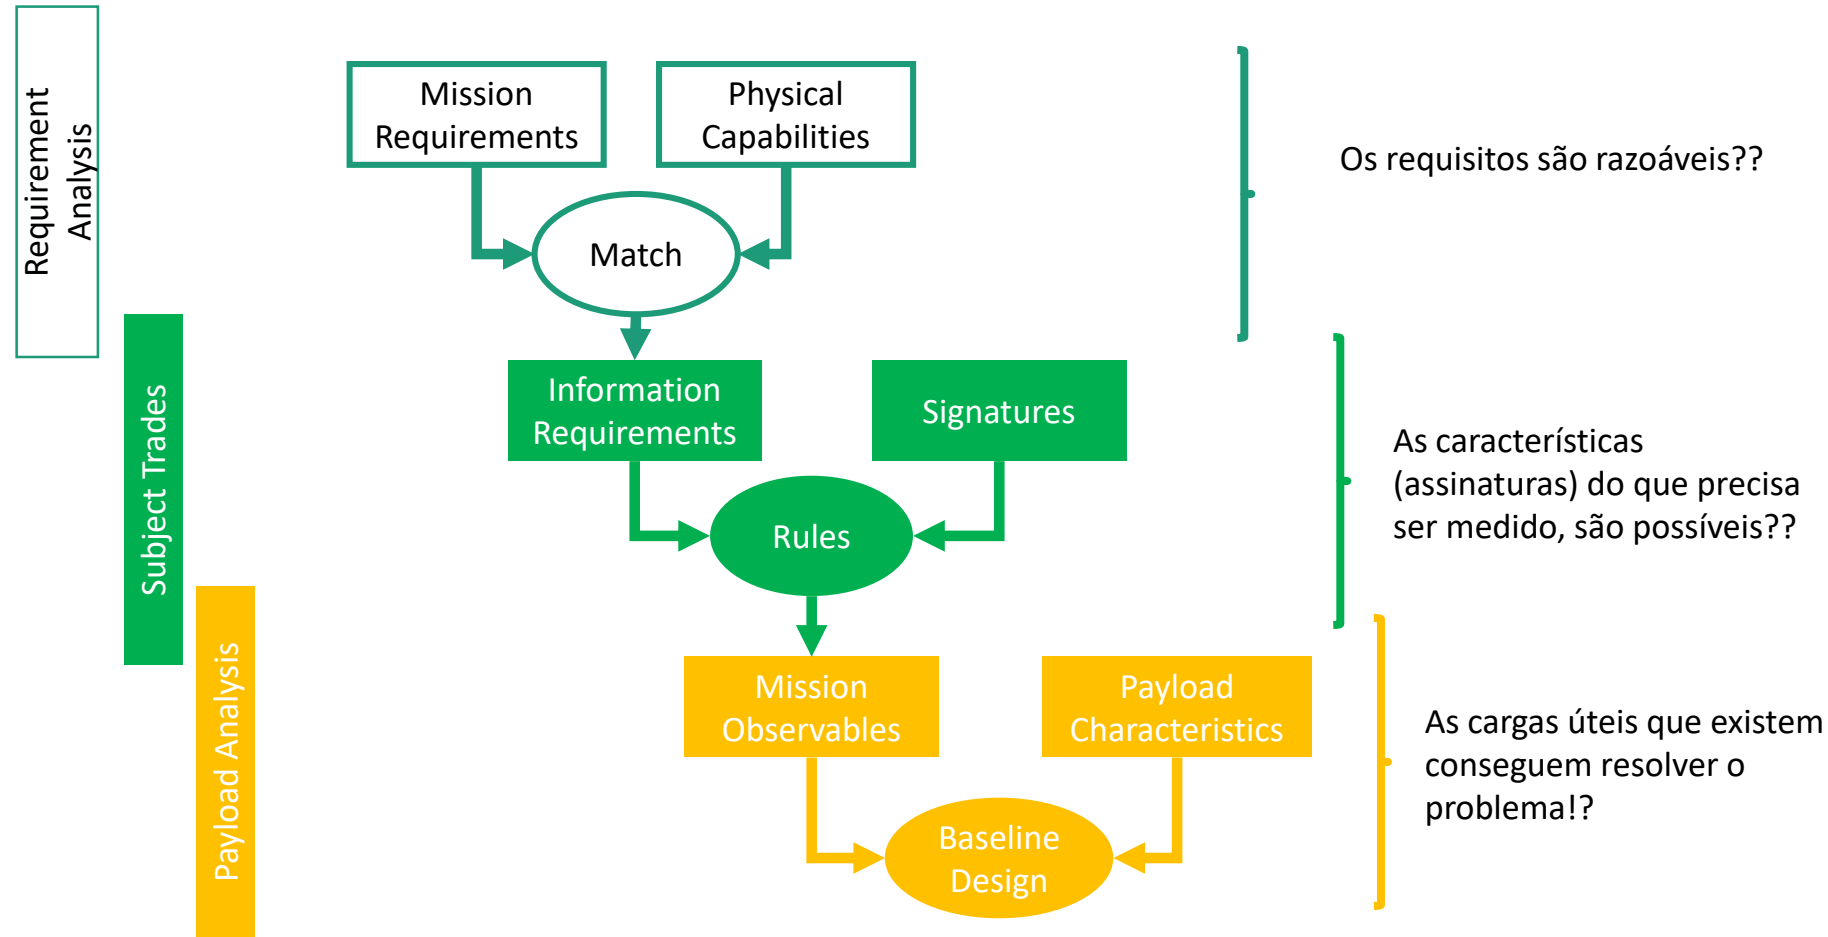 Requirement
Analysis
Mission
Requirements
Physical
Capabilities
Match
Os requisitos são razoáveis??
Subject Trades
Information
Requirements
Signatures
Rules
As características
(assinaturas) do que precisa
ser medido, são possíveis??
Payload Analysis
Mission
Observables
Payload
Characteristics
Baseline
Design
As cargas úteis que existem
conseguem resolver o
problema!?